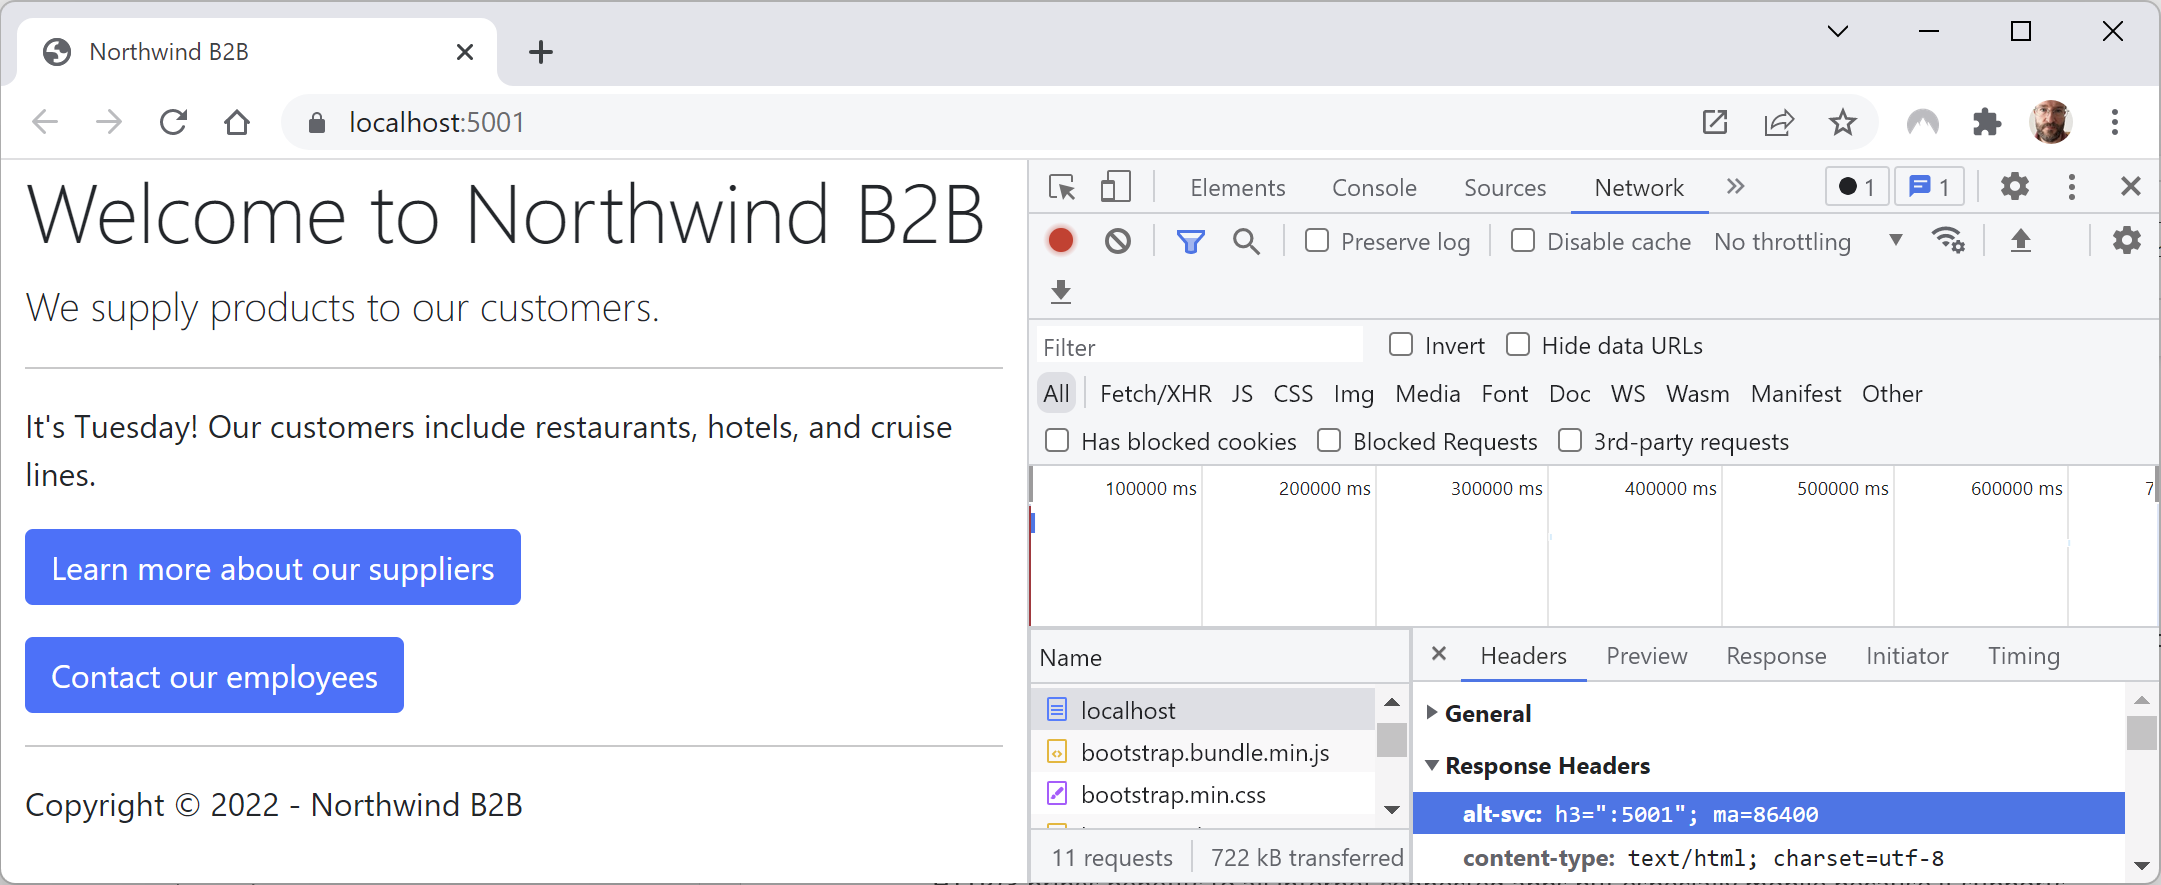 Northwind B2B
localhost:5001
Welcome to Northwind B2B
We supply products to our customers.
It's Tuesday! Our customers include restaurants, hotels, and cruise
lines.
Learn more about our suppliers
Contact our employees
Copyright © 2022 - Northwind B2B
Elements Console Sources Network » 1 1
Preserve log Disable cache No throttling
Filter Invert Hide data URLs
All Fetch/XHR JS CSS Img Media Font Doc WS Wasm Manifest Other
Has blocked cookies Blocked Requests 3rd-party requests
100000 ms 200000 ms 300000 ms 400000 ms 500000 ms 600000 ms 7
Name
localhost
bootstrap.bundle.min.js
bootstrap.min.css
11 requests 722 kB transferred
Headers Preview Response Initiator Timing
General
Response Headers
alt-svc: h3=":5001"; ma=86400
content-type: text/html; charset=utf-8